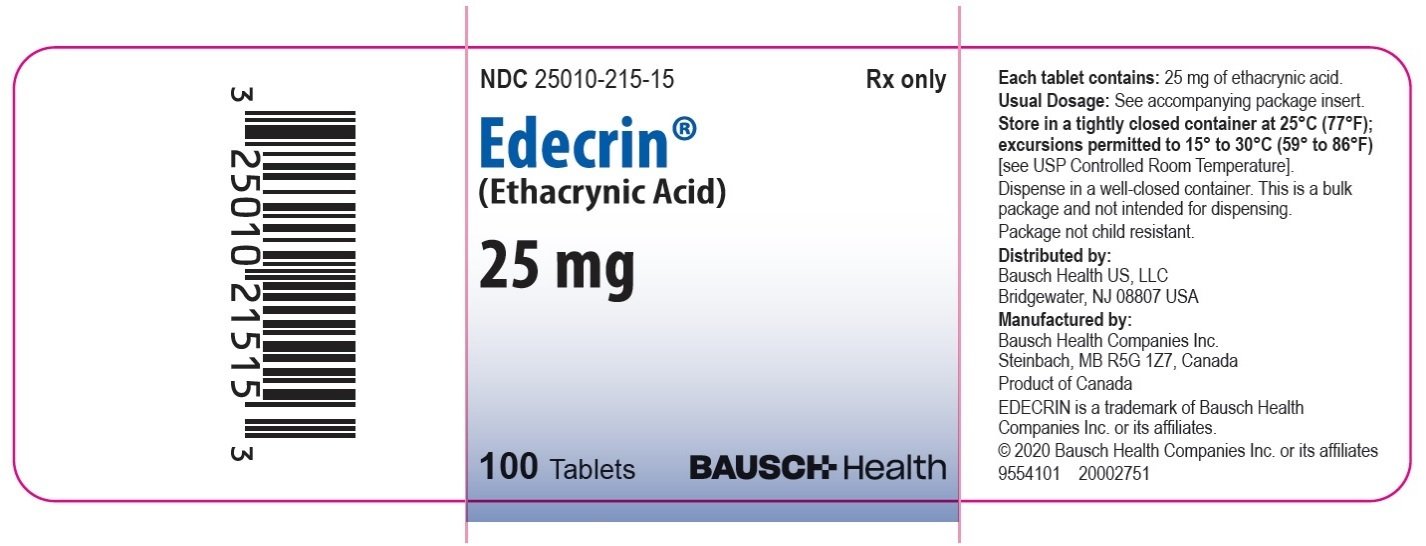 3 25010 21515 3
NDC 25010-215-15
Rx only
Edecrin®
(Ethacrynic Acid)
25 mg
100 Tablets
BAUSCH+Health
Each tablet contains: 25 mg of ethacrynic acid.
Usual Dosage: See accompanying package insert.
Store in a tightly closed container at 25°C (77°F);
excursions permitted to 15° to 30°C (59° to 86°F)
[see USP Controlled Room Temperature].
Dispense in a well-closed container. This is a bulk
package and not intended for dispensing.
Package not child resistant.
Distributed by:
Bausch Health US, LLC
Bridgewater, NJ 08807 USA
Manufactured by:
Bausch Health Companies Inc.
Steinbach, MB R5G 1Z7, Canada
Product of Canada
EDECRIN is a trademark of Bausch Health
Companies Inc. or its affiliates.
© 2020 Bausch Health Companies Inc. or its affiliates
9554101 20002751